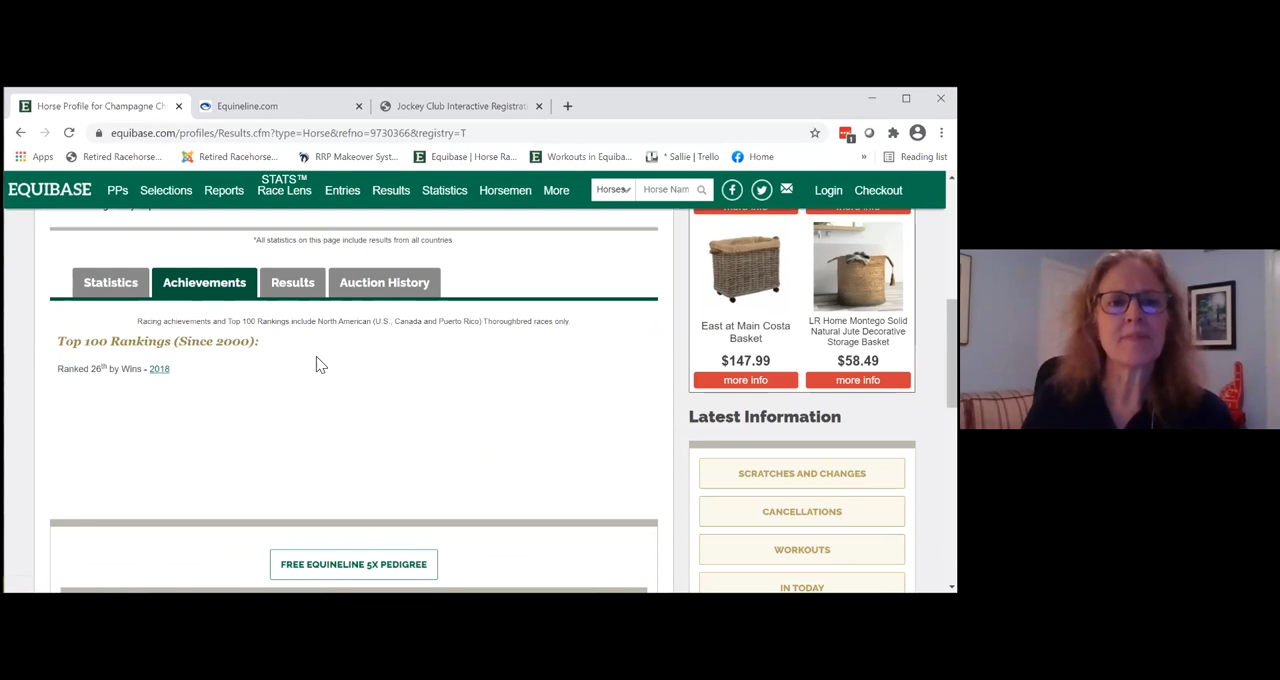 Horse Profile for Champagne Ch
Equineline.com
Jockey Club Interactive Registrat
equibase.com/profiles/Results.cfm?type=Horse&refno=9730366&registry=T
1
Apps
Retired Racehorse...
Retired Racehorse...
RRP Makeover Syst...
Equibase | Horse Ra...
Workouts in Equiba...
* Sallie | Trello
Home
»
Reading list
EQUIBASE
PPs
Selections
Reports
STATS™
Race Lens
Entries
Results
Statistics
Horsemen
More
Horses
Horse Nam
Login
Checkout
more info
more info
*All statistics on this page include results from all countries.
Statistics
Achievements
Results
Auction History
Racing achievements and Top 100 Rankings include North American (U.S., Canada and Puerto Rico) Thoroughbred races only.
Top 100 Rankings (Since 2000):
Ranked 26th by Wins - 2018
FREE EQUINELINE 5X PEDIGREE
East at Main Costa
Basket
$147.99
more info
LR Home Montego Solid
Natural Jute Decorative
Storage Basket
$58.49
more info
Latest Information
SCRATCHES AND CHANGES
CANCELLATIONS
WORKOUTS
IN TODAY